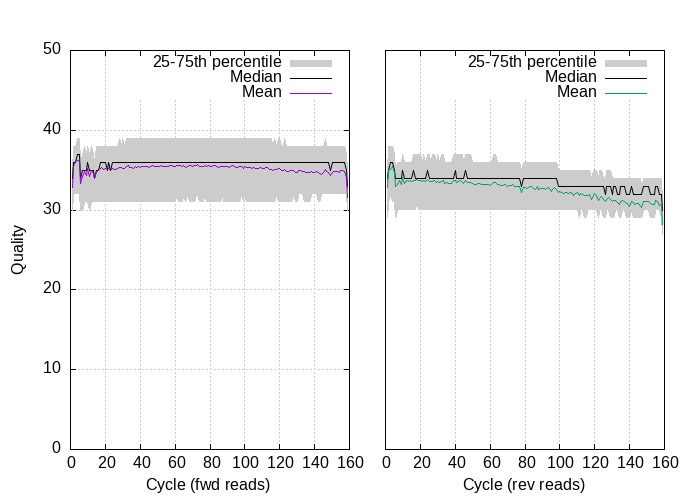 50
40
30
20
10
0
Quality
25-75th percentile
Median
Mean
0 20 40 60 80 100 120 140 160
Cycle (fwd reads)
25-75th percentile
Median
Mean
0 20 40 60 80 100 120 140 160
Cycle (rev reads)